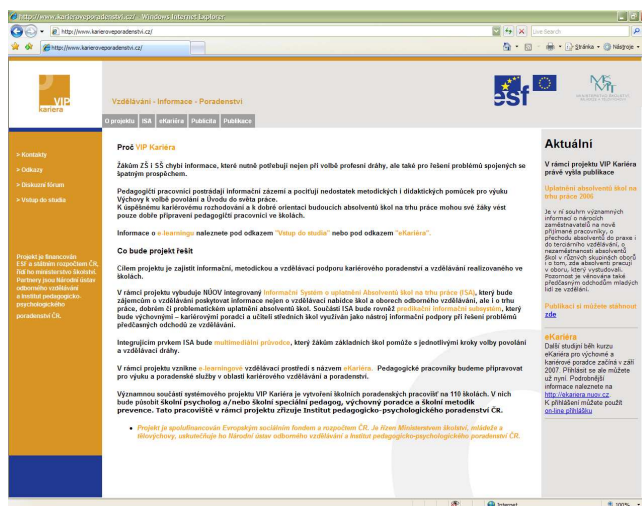 http://www.karieroveporadenstvi.cz/ - Windows Internet Explorer
http://www.karieroveporadenstvi.cz/
Live Search
http://www.karieroveporadenstvi.cz/
Stránka
Nástroje
VIP
kariera
Vzdělávání - Informace - Poradenství
esf
O projektu
ISA
eKariéra
Publicita
Publikace
> Kontakty
> Odkazy
> Diskuzní fórum
> Vstup do studia
Projekt je financován
ESF a státním rozpočtem ČR,
řídí ho ministerstvo školství.
Partnery jsou Národní ústav
odborného vzdělávání
a Institut pedagogicko-
psychologického
poradenství ČR.
Proč VIP Kariéra
Žákům ZŠ i SŠ chybí informace, které nutně potřebují nejen při volbě profesní dráhy, ale také pro řešení problémů spojených se
špatným prospěchem.
Pedagogičtí pracovníci postrádají informační zázemí a pociťují nedostatek metodických i didaktických pomůcek pro výuku
Výchovy k volbě povolání a Úvodu do světa práce.
K úspěšnému kariérovému rozhodování a k dobré orientaci budoucích absolventů škol na trhu práce mohou své žáky vést
pouze dobře připravení pedagogičtí pracovníci ve školách.
Informace o e-learningu naleznete pod odkazem "Vstup do studia" nebo pod odkazem "eKariéra".
Co bude projekt řešit
Cílem projektu je zajistit informační, metodickou a vzdělávací podporu kariérového poradenství a vzdělávání realizovaného ve
školách.
V rámci projektu vybuduje NÚOV integrovaný Informační Systém o uplatnění Absolventů škol na trhu práce (ISA), který bude
zájemcům o vzdělávání poskytovat informace nejen o vzdělávací nabídce škol a oborech odborného vzdělávání, ale i o trhu
práce, dobrém či problematickém uplatnění absolventů škol. Součástí ISA bude rovněž predikční informační subsystém, který
bude výchovnými – kariérovými poradci a učiteli středních škol využíván jako nástroj informační podpory při řešení problémů
předčasných odchodů ze vzdělávání.
Integrujícím prvkem ISA bude multimediální průvodce, který žákům základních škol pomůže s jednotlivými kroky volby povolání
a vzdělávací dráhy.
V rámci projektu vznikne e-learningové vzdělávací prostředí s názvem eKariéra. Pedagogické pracovníky budeme připravovat
pro výuku a poradenské služby v oblasti kariérového vzdělávání a poradenství.
Významnou součástí systémového projektu VIP Kariéra je vytvoření školních poradenských pracovišť na 110 školách. V nich
bude působit školní psycholog a/nebo školní speciální pedagog, výchovný poradce a školní metodik
prevence. Tato pracoviště v rámci projektu zřizuje Institut pedagogicko-psychologického poradenství ČR.
• Projekt je spolufinancován Evropským sociálním fondem a rozpočtem ČR. Je řízen Ministerstvem školství, mládeže a
tělovýchovy, uskutečňuje ho Národní ústav odborného vzdělávání a Institut pedagogicko-psychologického poradenství ČR.
Aktuální
V rámci projektu VIP Kariéra
právě vyšla publikace
Uplatnění absolventů škol na
trhu práce 2006
Je v ní souhrn významných
informací o nárocích
zaměstnavatelů na nově
přijímané pracovníky, o
přechodu absolventů do praxe i
do terciárního vzdělávání, o
nezaměstnanosti absolventů
škol v různých skupinách oborů
i o tom, zda absolventi pracují
v oboru, který vystudovali.
Pozornost je věnována také
předčasným odchodům mladých
lidí ze vzdělání.
Publikaci si můžete stáhnout
zde
eKariéra
Další studijní běh kurzu
eKariéra pro výchovné a
kariérové poradce začíná v září
2007. Přihlásit se ale můžete
už nyní. Podrobnější
informace naleznete na
http://ekariera.nuov.cz.
K přihlášení můžete použít
on-line přihlášku
Internet
100%